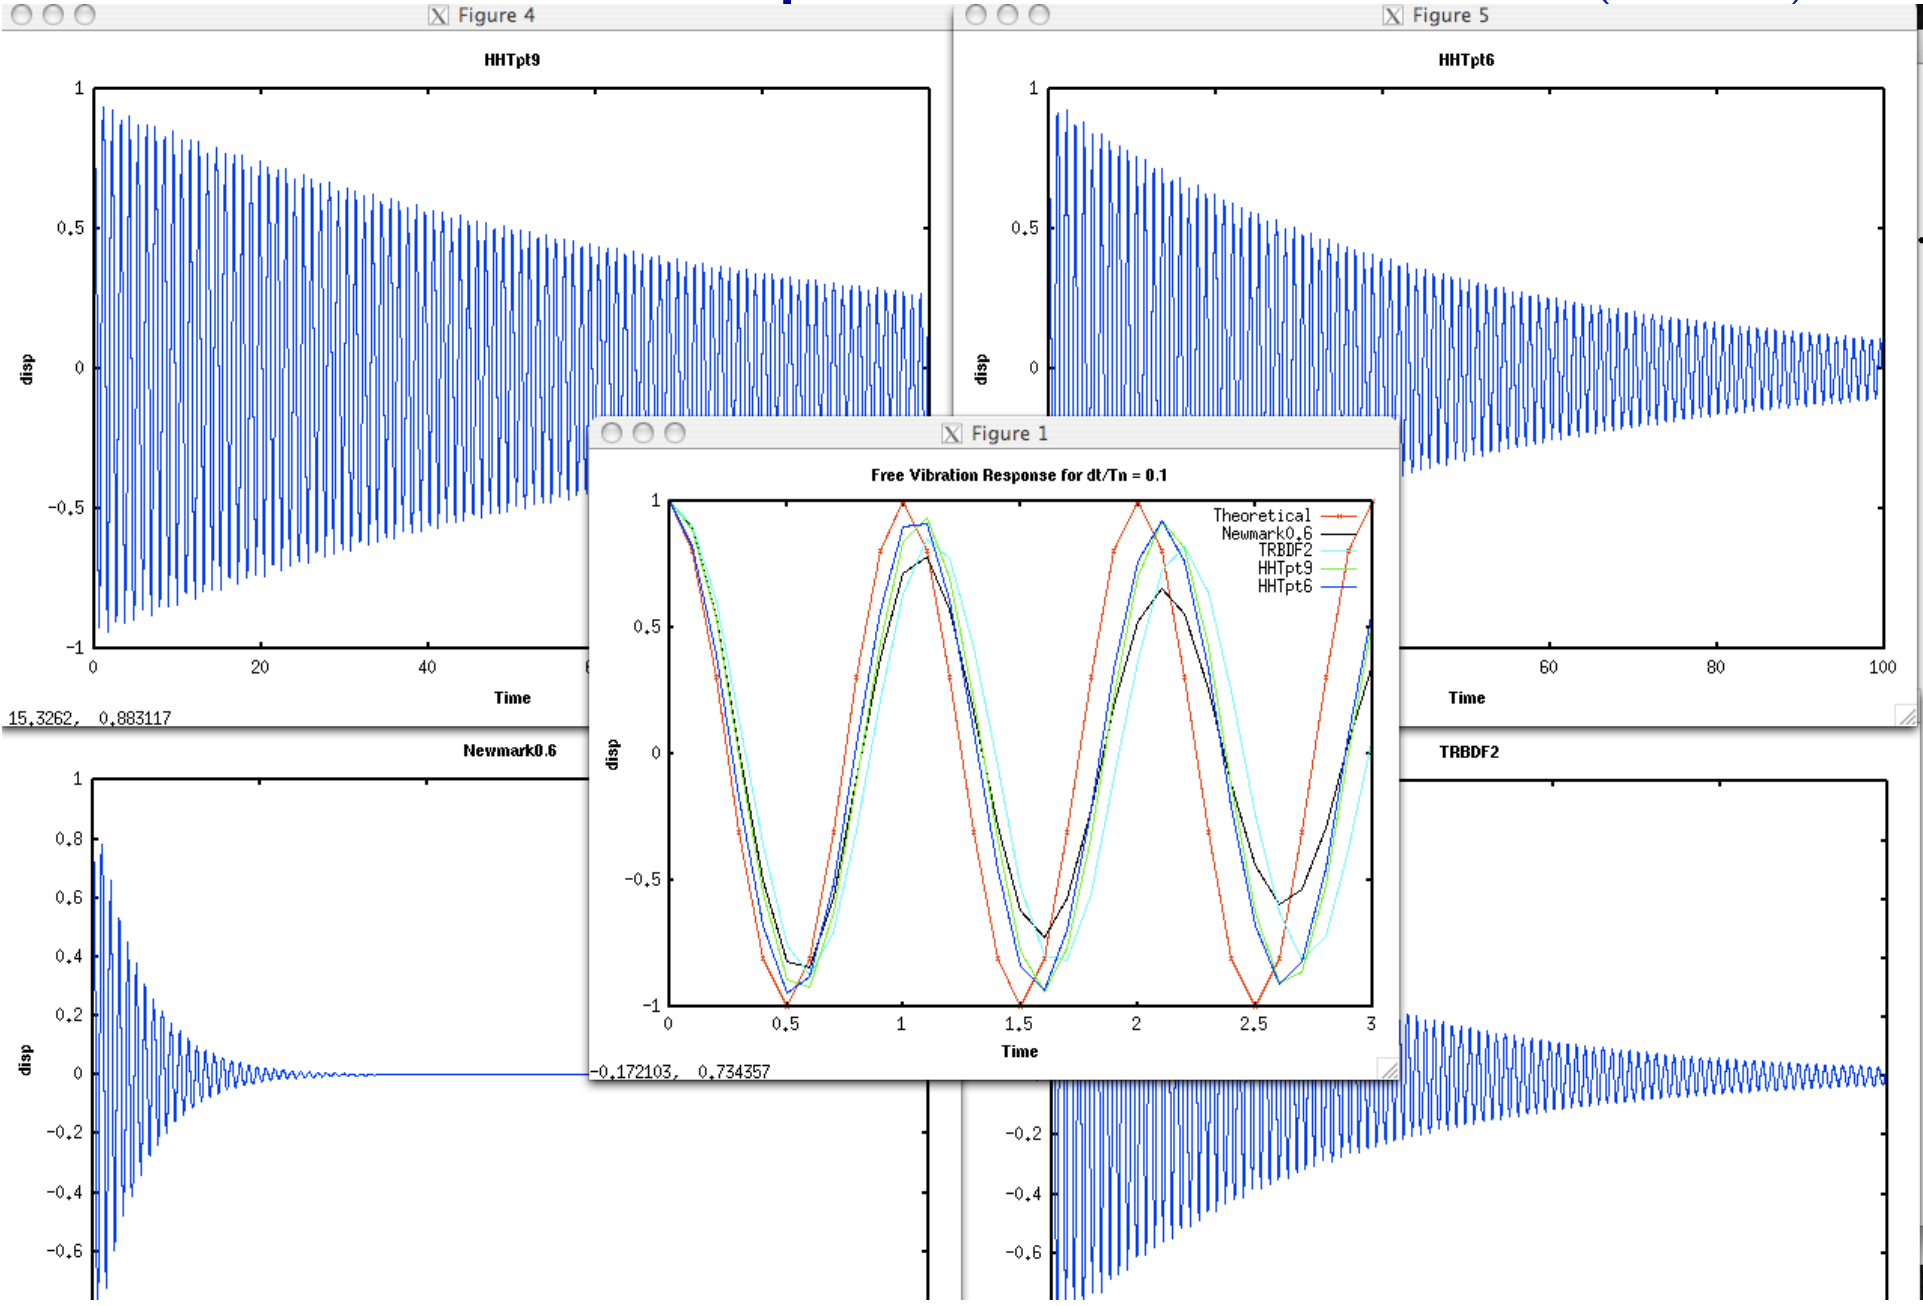 Figure 4
HHTpt9
1
0.5
0
-0.5
-1
disp
0
20
40
Time
15.3262, 0.883117
Figure 5
HHTpt6
1
0.5
0
disp
60
80
100
Time
Figure 1
Free Vibration Response for dt/Tn = 0.1
Theoretical
Newmark0.6
TRBDF2
HHTpt9
HHTpt6
1
0.5
0
-0.5
-1
disp
0
0.5
1
1.5
2
2.5
3
Time
-0.172103, 0.734357
Newmark0.6
1
0.8
0.6
0.4
0.2
0
-0.2
-0.4
-0.6
disp
TRBDF2
-0.2
-0.4
-0.6